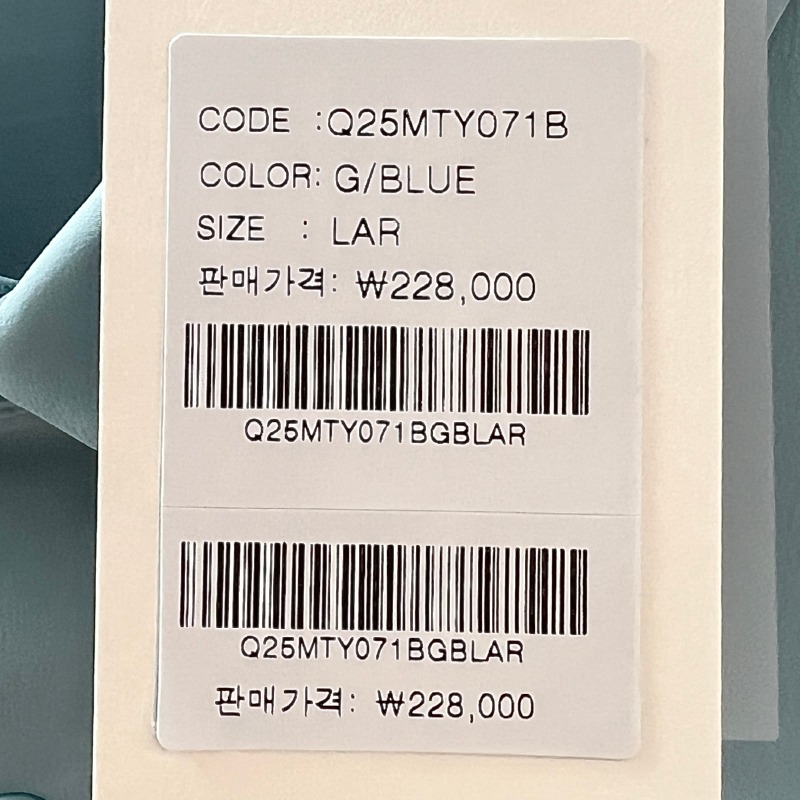 CODE :Q25MTY071B
COLOR: G/BLUE
SIZE : LAR
판매가격: ₩228,000
Q25MTY071BGBLAR
Q25MTY071BGBLAR
판매가격: ₩228,000